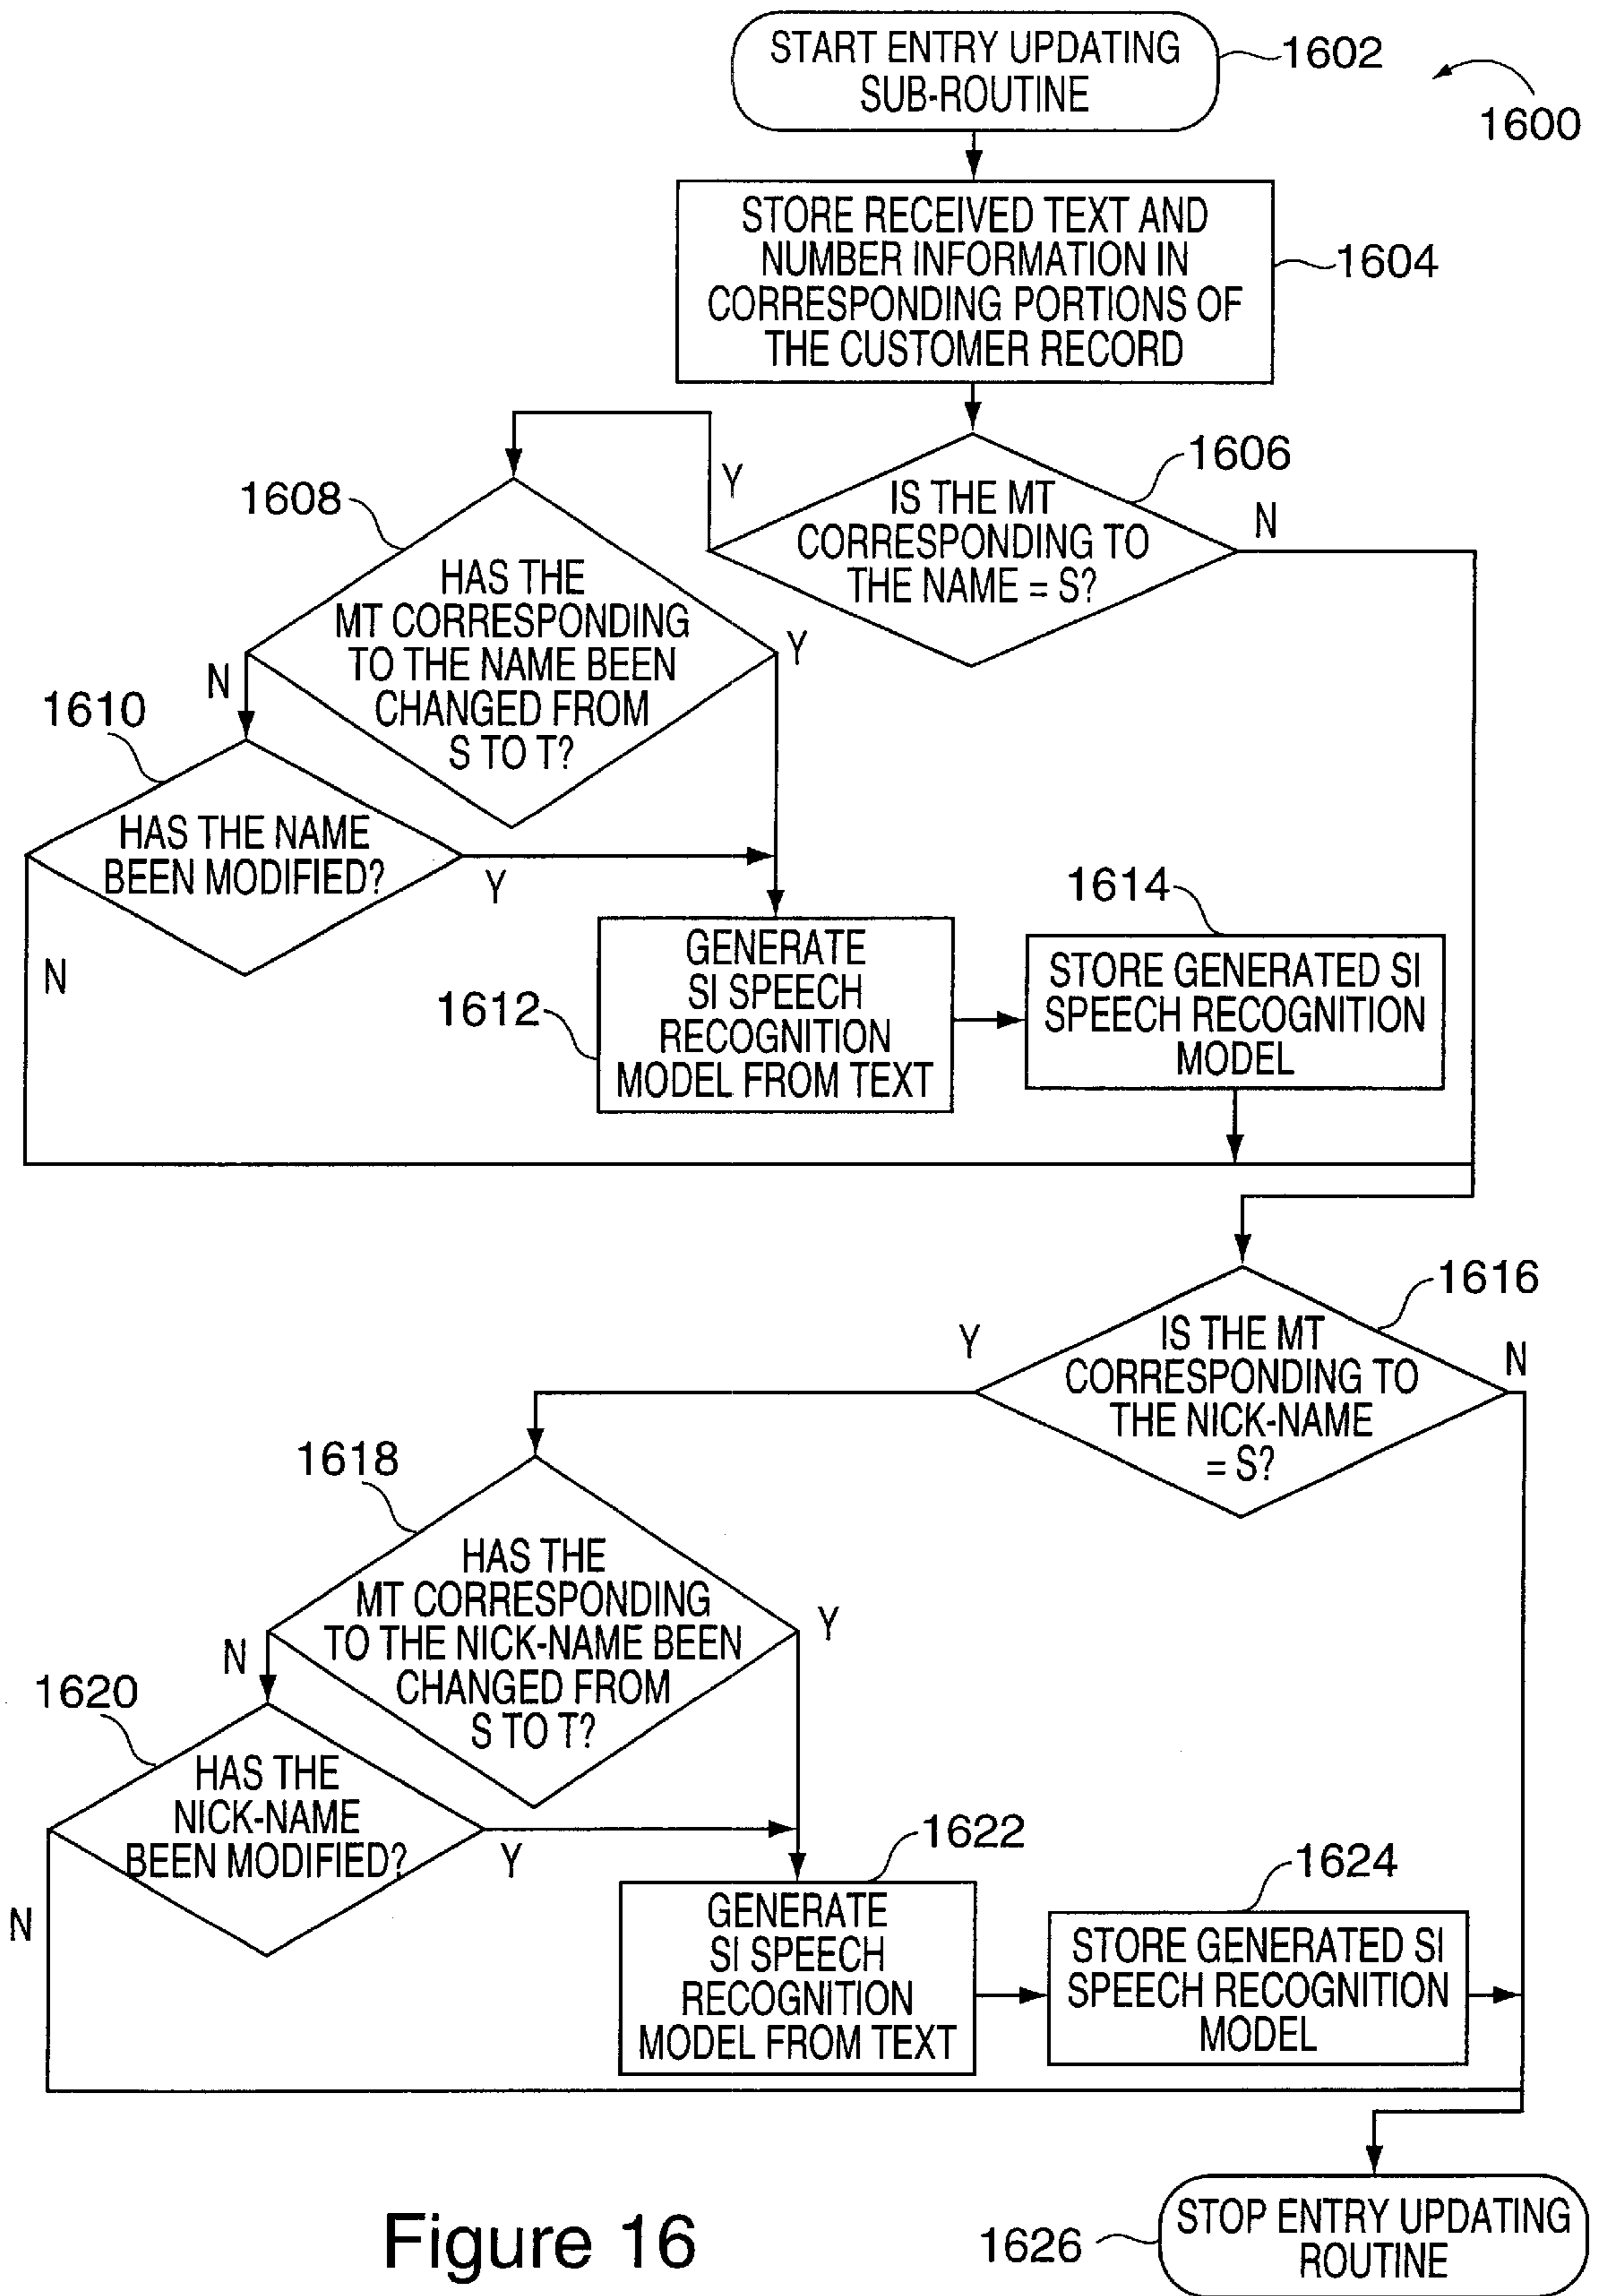 START ENTRY UPDATING
SUB-ROUTINE
1602
1600
STORE RECEIVED TEXT AND
NUMBER INFORMATION IN
CORRESPONDING PORTIONS OF
THE CUSTOMER RECORD
1604
1606
IS THE MT
CORRESPONDING TO
THE NAME = S?
Y
N
1608
HAS THE
MT CORRESPONDING
TO THE NAME BEEN
CHANGED FROM
S TO T?
Y
N
1610
HAS THE NAME
BEEN MODIFIED?
Y
N
1612
GENERATE
SI SPEECH
RECOGNITION
MODEL FROM TEXT
1614
STORE GENERATED SI
SPEECH RECOGNITION
MODEL
1616
IS THE MT
CORRESPONDING TO
THE NICK-NAME
= S?
Y
N
1618
HAS THE
MT CORRESPONDING
TO THE NICK-NAME BEEN
CHANGED FROM
S TO T?
Y
N
1620
HAS THE
NICK-NAME
BEEN MODIFIED?
Y
N
1622
GENERATE
SI SPEECH
RECOGNITION
MODEL FROM TEXT
1624
STORE GENERATED SI
SPEECH RECOGNITION
MODEL
1626
STOP ENTRY UPDATING
ROUTINE
Figure 16